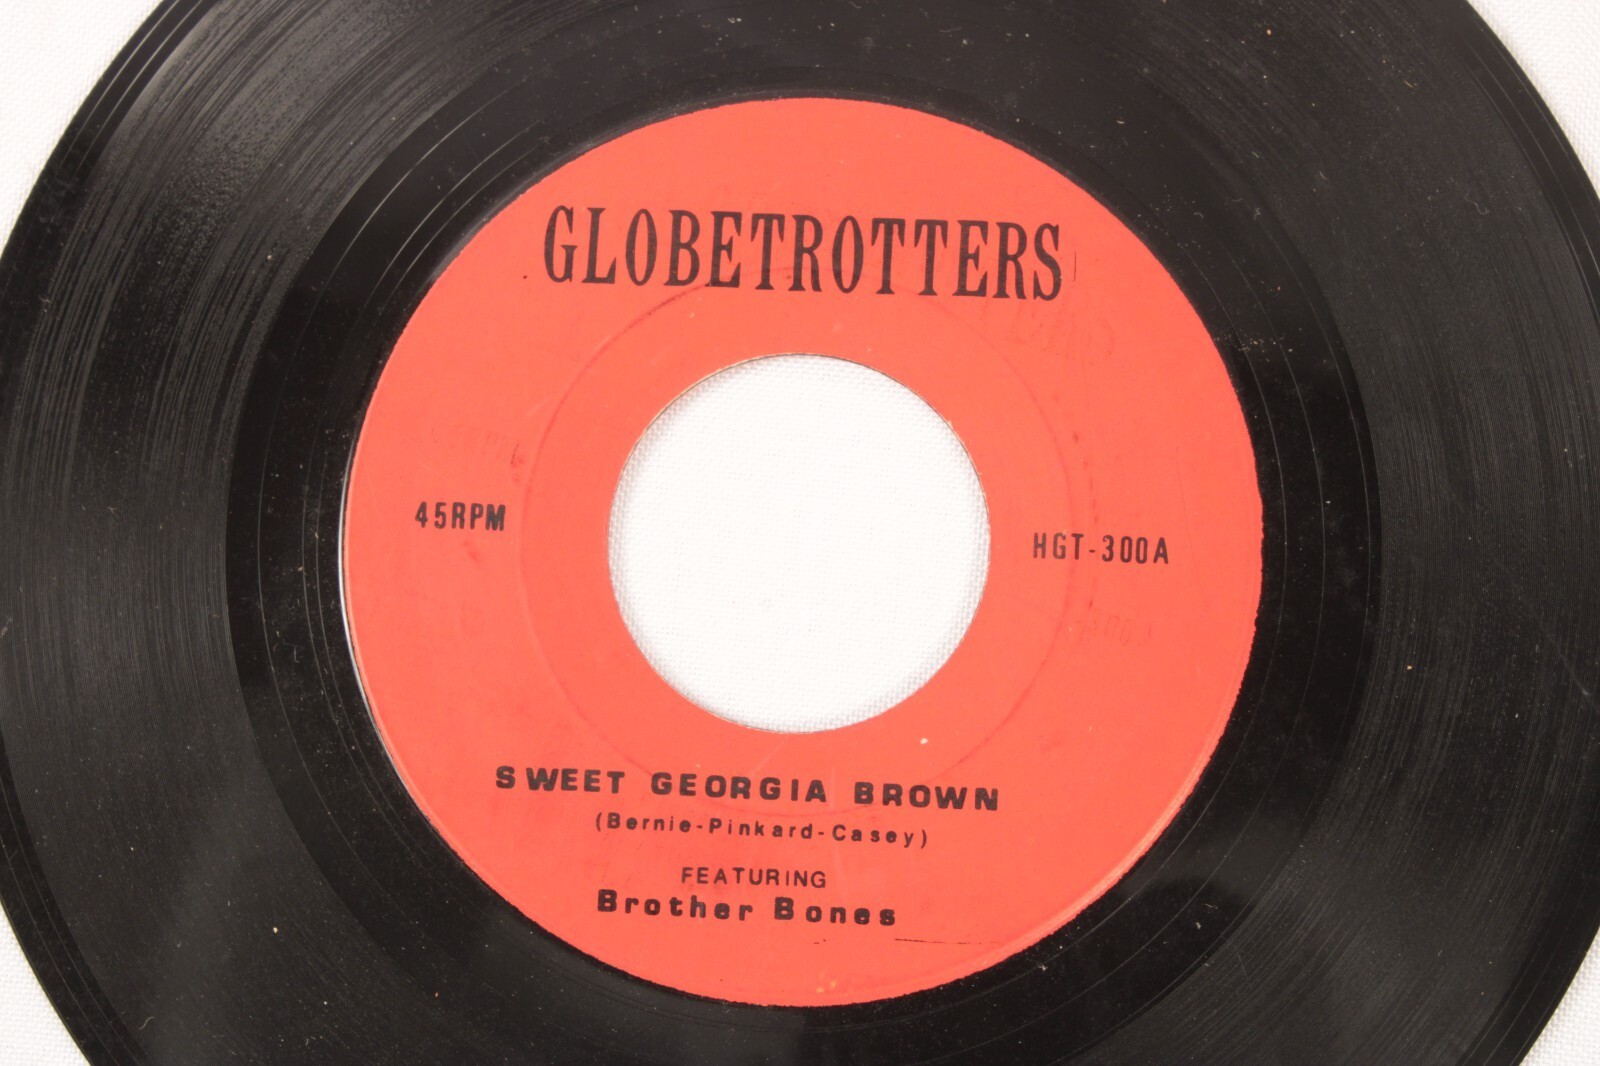 GLOBETROTTERS
45RPM
HGT-300A
SWEET GEORGIA BROWN
(Bernie-Pinkard-Casey)
FEATURING
Brother Bones